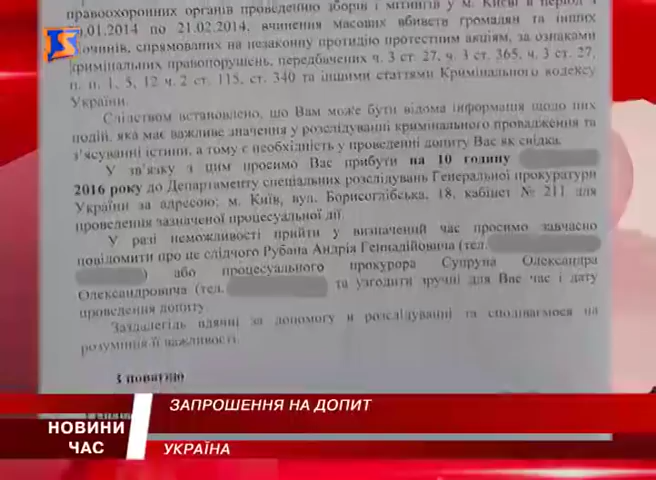 правоохоронних органів проведенню зборів і мітингів у м. Києві в період з
.01.2014 по 21.02.2014, вчинення масових вбивств громадян та інших
злочинів, спрямованих на незаконну протидію протестним акціям, за ознаками
кримінальних правопорушень, передбачених ч. 3 ст. 27, ч. 3 ст. 365, ч. 3 ст. 27,
п. п. 1, 5, 12 ч. 2 ст. 115, ст. 340 та іншими статтями Кримінального кодексу
України.
Слідством встановлено, що Вам може бути відома інформація щодо цих
подій, яка має важливе значення у розслідуванні кримінального провадження та
з'ясуванні істини, а тому є необхідність у проведенні допиту Вас як свідка.
У зв'язку з цим просимо Вас прибути на 10 годину
2016 року до Департаменту спеціальних розслідувань Генеральної прокуратури
України за адресою: м. Київ, вул. Борисоглібська, 18, кабінет № 211 для
проведення зазначеної процесуальної дії.
У разі неможливості прийти у визначений час просимо завчасно
повідомити про це слідчого Рубана Андрія Геннадійовича (тел.
) або процесуального прокурора Супруна Олександра
Олександровича (тел. та узгодити зручні для Вас час і дату
проведення допиту.
Заздалегідь вдячні за допомогу в розслідуванні та сподіваємося на
розуміння її важливості.
З повагою
ЗАПРОШЕННЯ НА ДОПИТ
НОВИНИ
ЧАС
УКРАЇНА